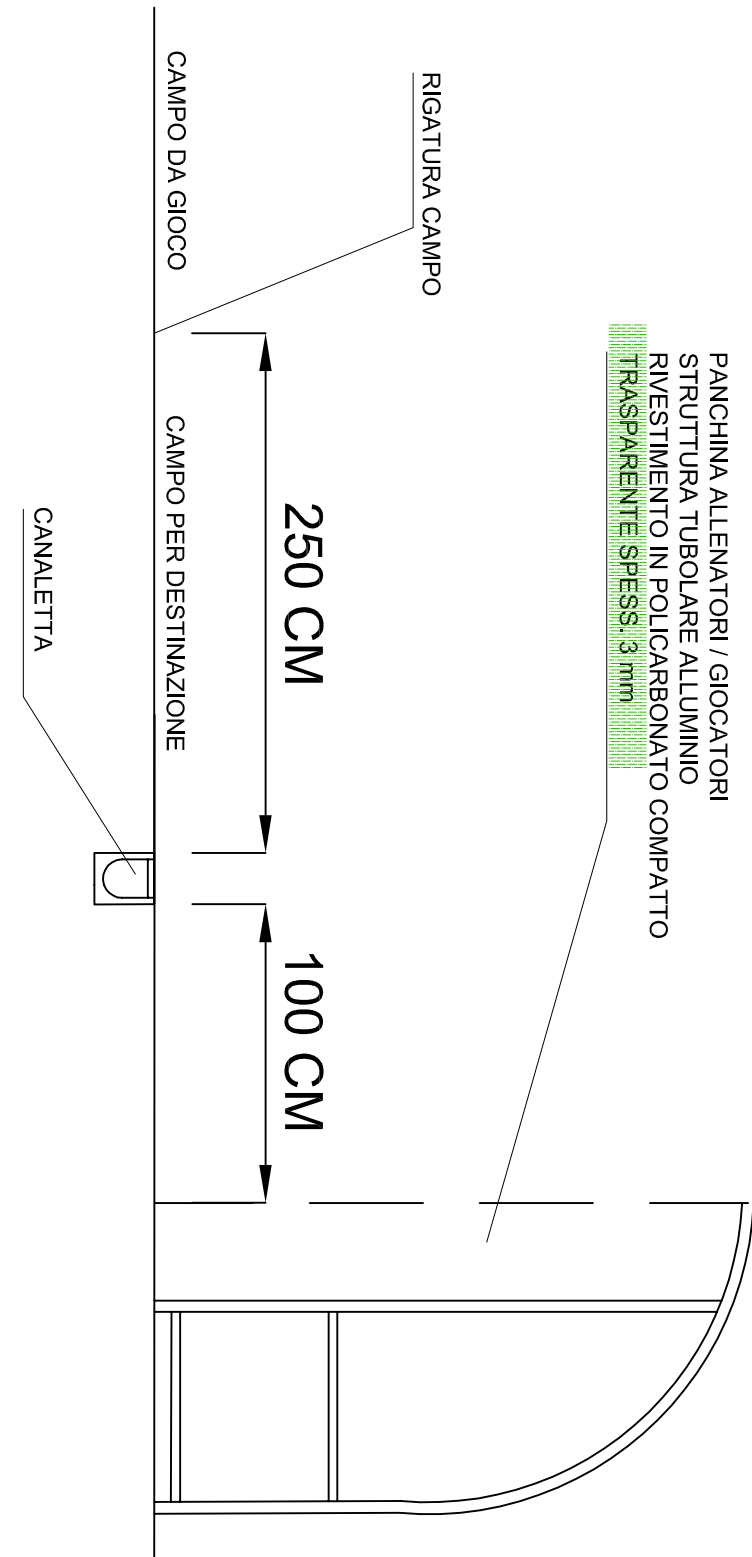 PANCHINA ALLENATORI / GIOCATORI
STRUTTURA TUBOLARE ALLUMINIO
RIVESTIMENTO IN POLICARBONATO COMPATTO
TRASPARENTE SPESS. 3 mm
RIGATURA CAMPO
250 CM
100 CM
CAMPO DA GIOCO
CAMPO PER DESTINAZIONE
CANALETTA